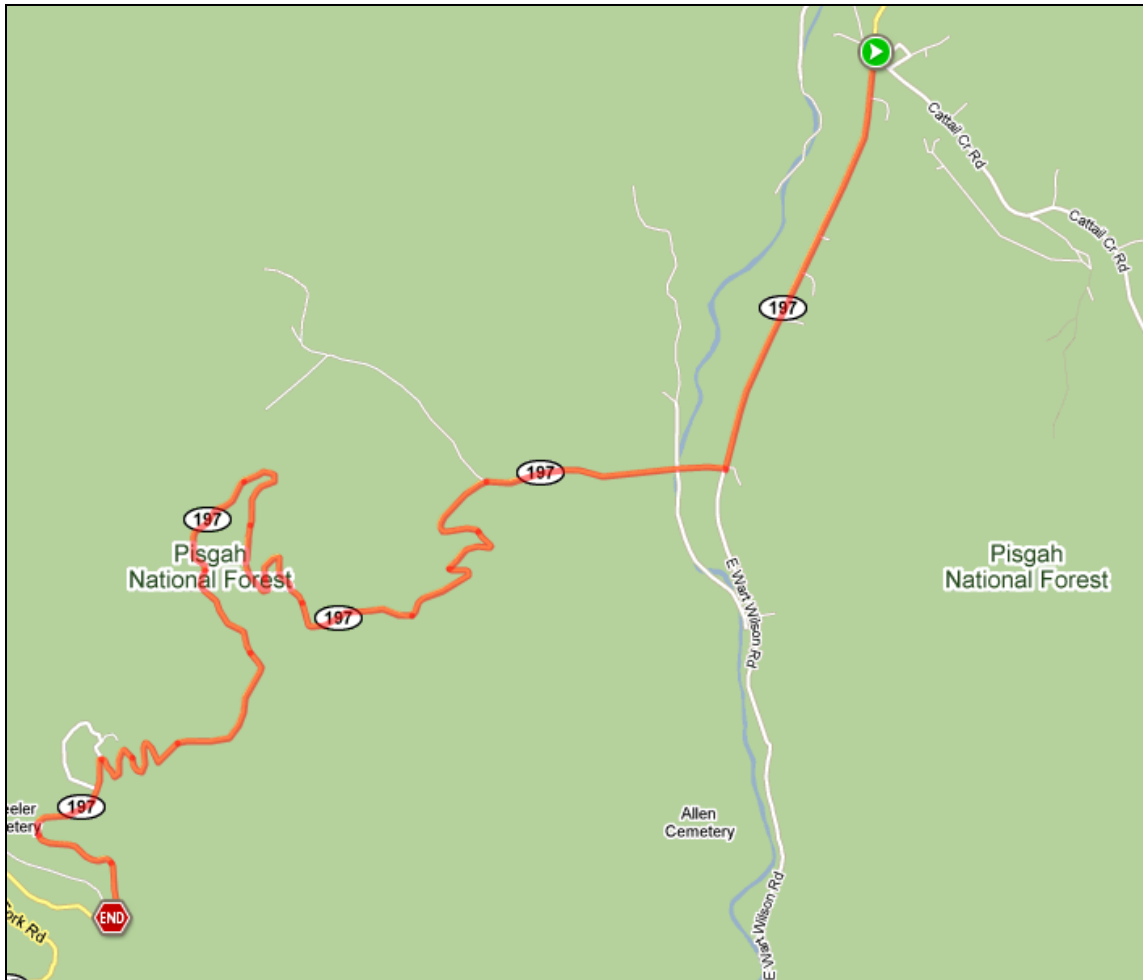 Cattail Cr Rd
Cattail Cr Rd
197
197
197
Pisgah
National Forest
Pisgah
National Forest
E Wart Wilson Rd
197
197
Allen
Cemetery
E Wart Wilson Rd
END
Rd